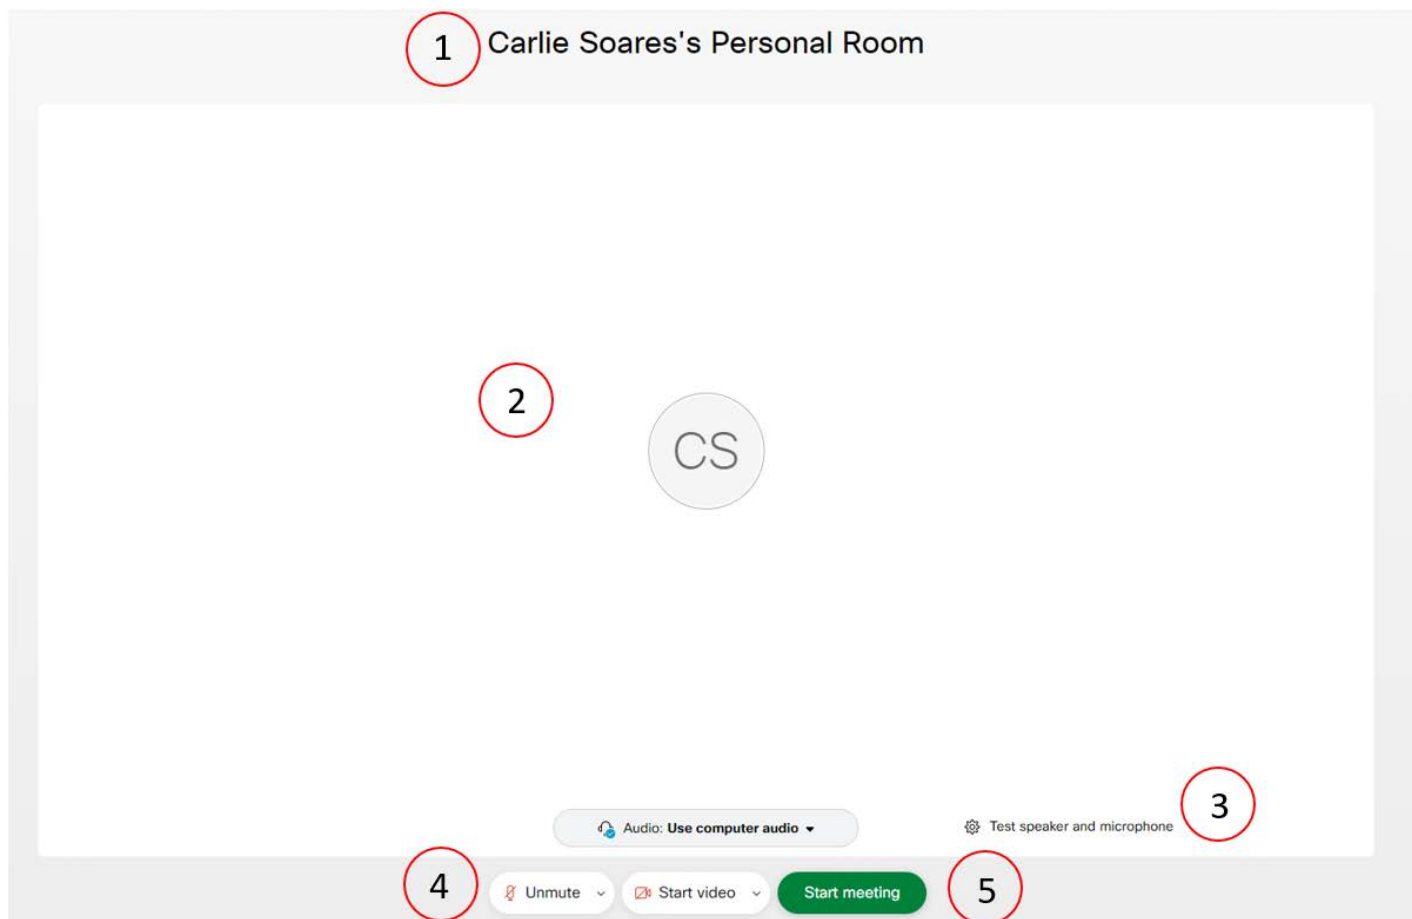 1 Carlie Soares's Personal Room
2
CS
3
Audio: Use computer audio
Test speaker and microphone
4 Unmute Start video Start meeting 5